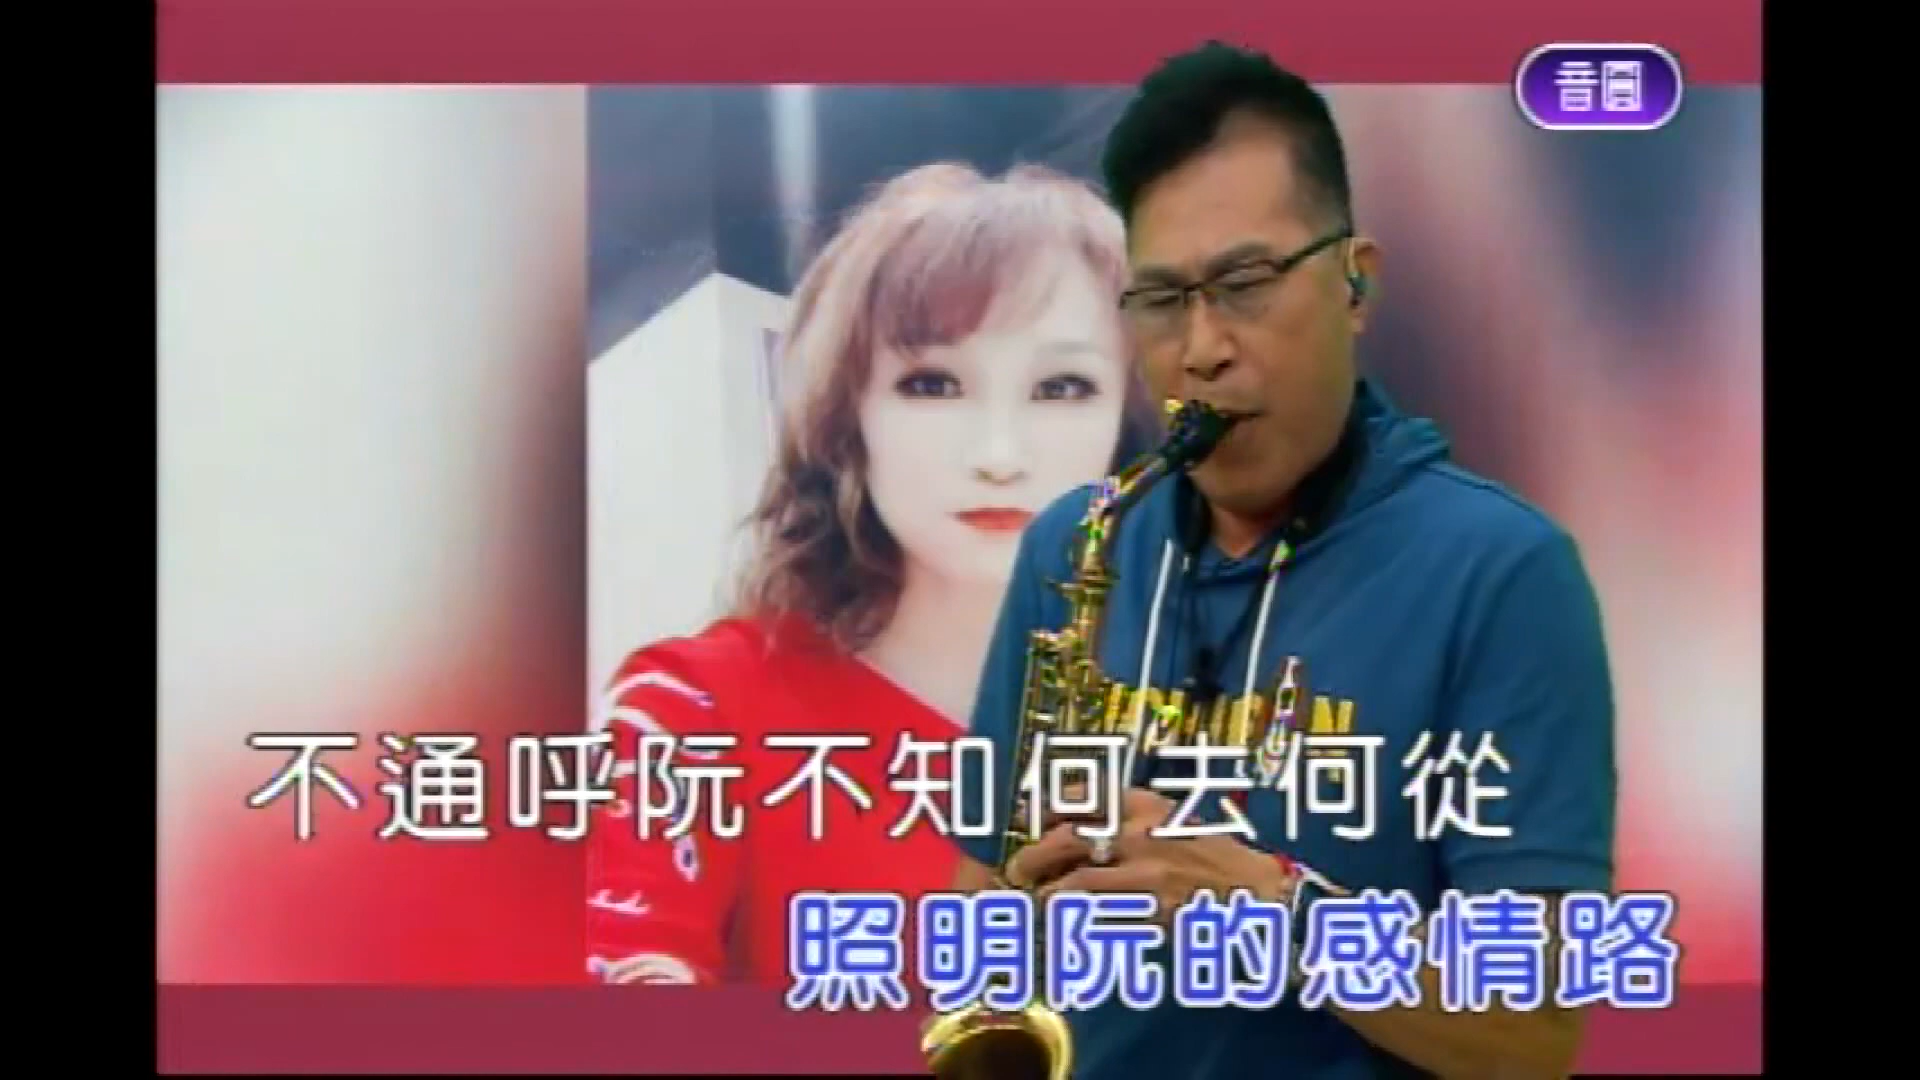 音圓
不通呼阮不知何去何從
照明阮的感情路